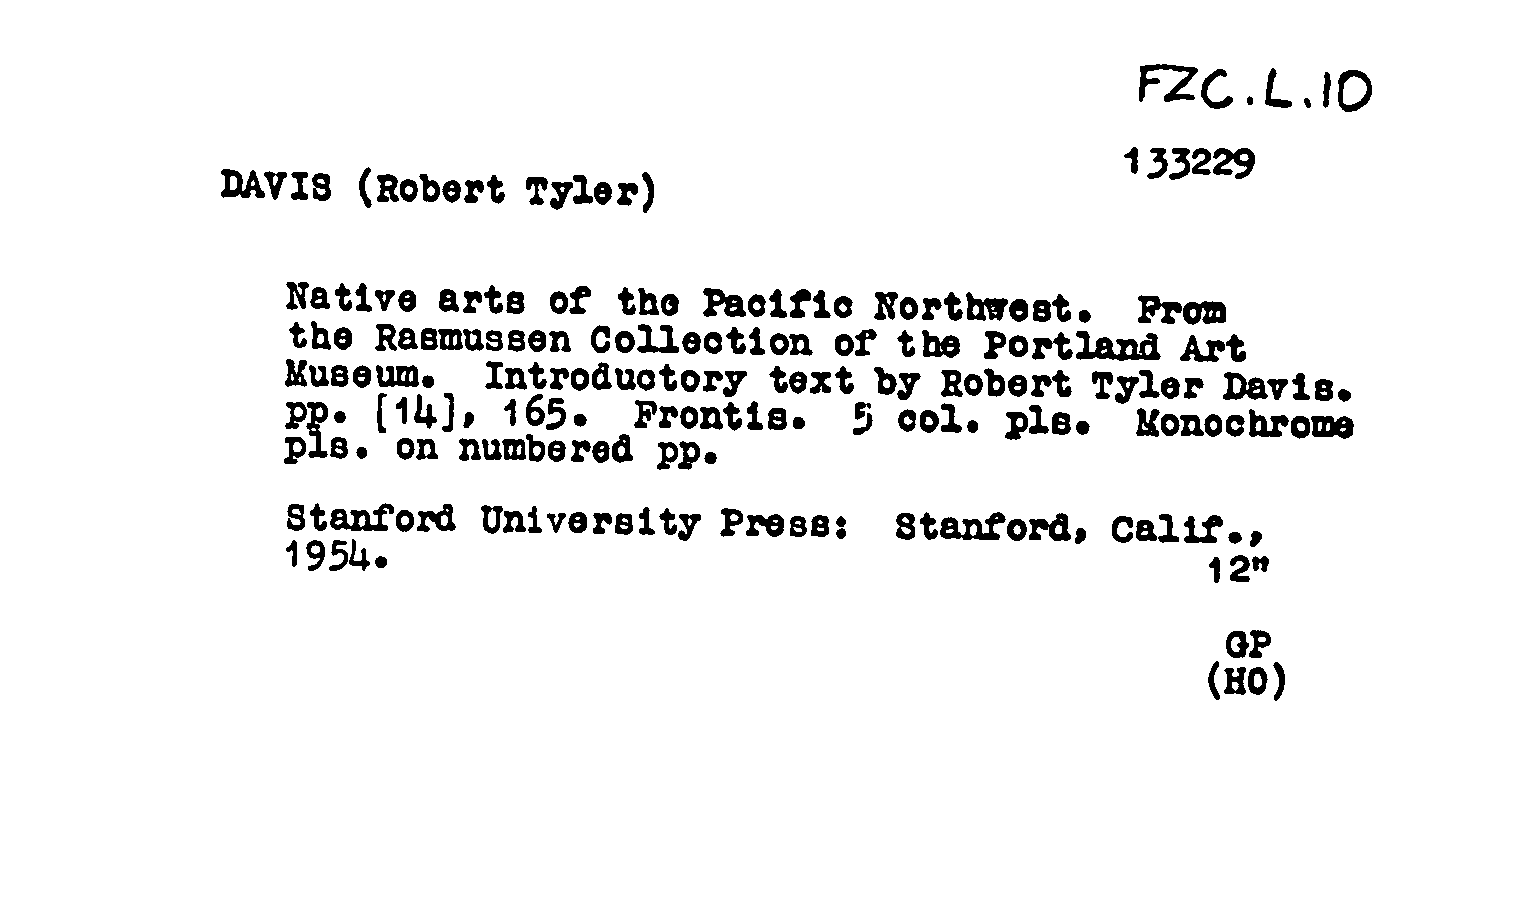 FZC.L.10
133229
DAVIS (Robert Tyler)
Native arts of the Pacific Northwest. From
the Rasmussen Collection of the Portland Art
Museum. Introductory text by Robert Tyler Davis.
pp. [14], 165. Frontis. 5 col. pls. Monochrome
pls. on numbered pp.
Stanford University Press: Stanford, Calif.,
1954.
12"
GP
(HO)